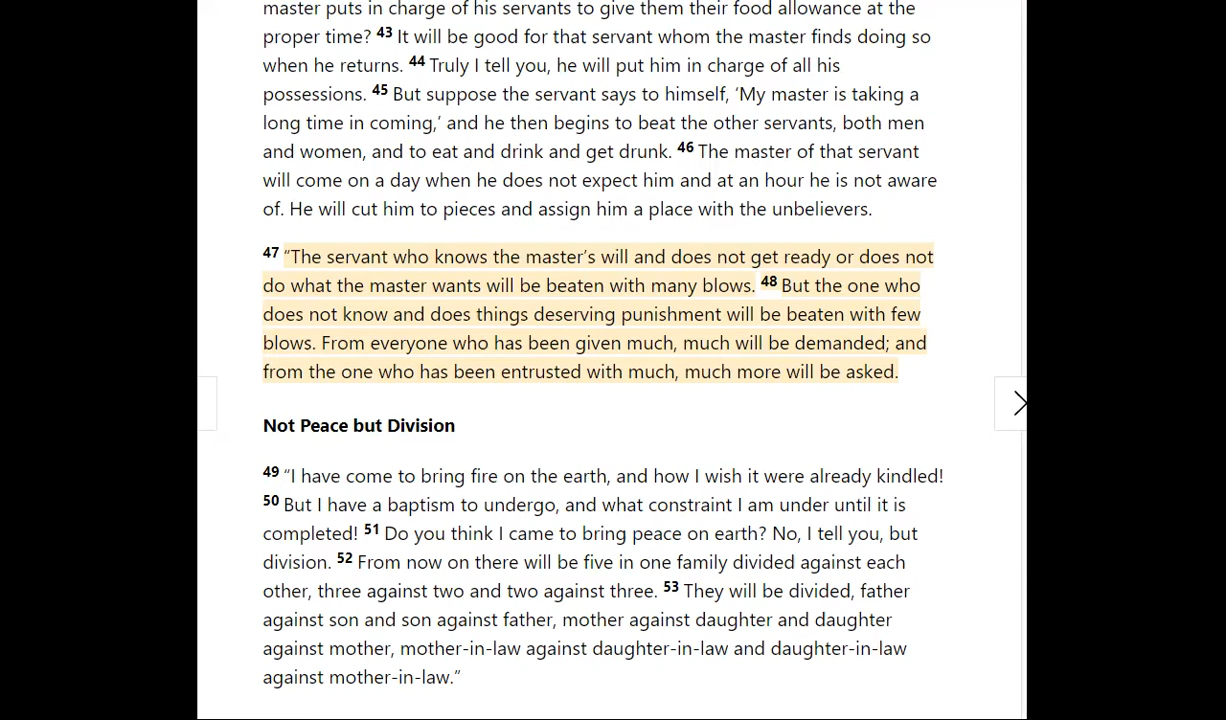 master puts in charge of his servants to give them their food allowance at the
proper time? 43 It will be good for that servant whom the master finds doing so
when he returns. 44 Truly I tell you, he will put him in charge of all his
possessions. 45 But suppose the servant says to himself, ‘My master is taking a
long time in coming,’ and he then begins to beat the other servants, both men
and women, and to eat and drink and get drunk. 46 The master of that servant
will come on a day when he does not expect him and at an hour he is not aware
of. He will cut him to pieces and assign him a place with the unbelievers.
47 “The servant who knows the master’s will and does not get ready or does not
do what the master wants will be beaten with many blows. 48 But the one who
does not know and does things deserving punishment will be beaten with few
blows. From everyone who has been given much, much will be demanded; and
from the one who has been entrusted with much, much more will be asked.
Not Peace but Division
49 “I have come to bring fire on the earth, and how I wish it were already kindled!
50 But I have a baptism to undergo, and what constraint I am under until it is
completed! 51 Do you think I came to bring peace on earth? No, I tell you, but
division. 52 From now on there will be five in one family divided against each
other, three against two and two against three. 53 They will be divided, father
against son and son against father, mother against daughter and daughter
against mother, mother-in-law against daughter-in-law and daughter-in-law
against mother-in-law.”